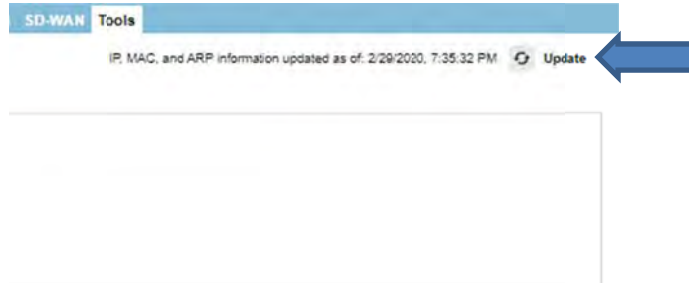 SD-WAN Tools
IP, MAC, and ARP information updated as of: 2/29/2020, 7:35:32 PM Update